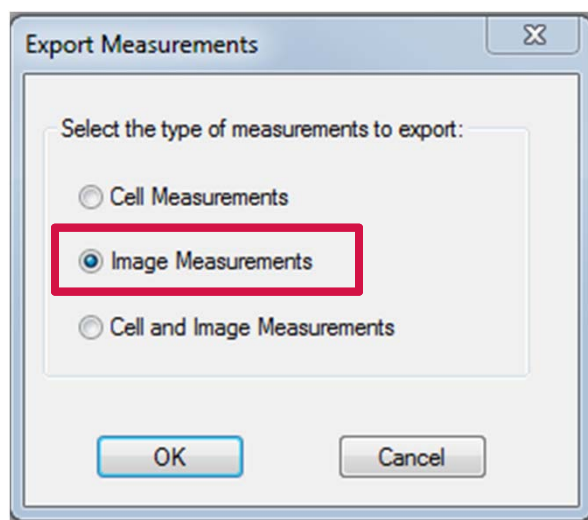 Export Measurements
Select the type of measurements to export:
Cell Measurements
Image Measurements
Cell and Image Measurements
OK Cancel